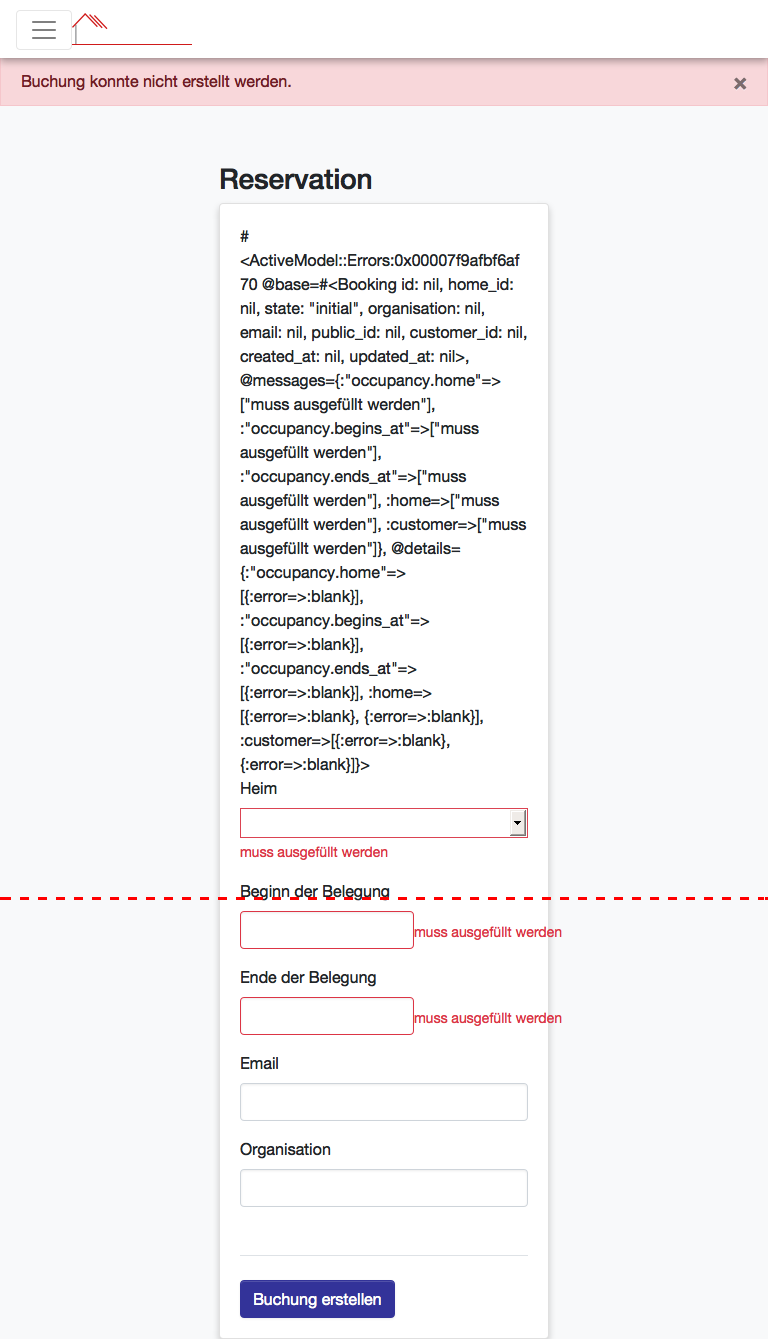 Buchung konnte nicht erstellt werden.
×
Reservation
#
<ActiveModel::Errors:0x00007f9afbf6af
70 @base=#<Booking id: nil, home_id:
nil, state: "initial", organisation: nil,
email: nil, public_id: nil, customer_id: nil,
created_at: nil, updated_at: nil>,
@messages={:"occupancy.home"=>
["muss ausgefüllt werden"],
:"occupancy.begins_at"=>["muss
ausgefüllt werden"],
:"occupancy.ends_at"=>["muss
ausgefüllt werden"], :home=>["muss
ausgefüllt werden"], :customer=>["muss
ausgefüllt werden"]}, @details=
{:"occupancy.home"=>
[{:error=>:blank}],
:"occupancy.begins_at"=>
[{:error=>:blank}],
:"occupancy.ends_at"=>
[{:error=>:blank}], :home=>
[{:error=>:blank}, {:error=>:blank}],
:customer=>[{:error=>:blank},
{:error=>:blank}]}>
Heim
muss ausgefüllt werden
Beginn der Belegung
muss ausgefüllt werden
Ende der Belegung
muss ausgefüllt werden
Email
Organisation
Buchung erstellen